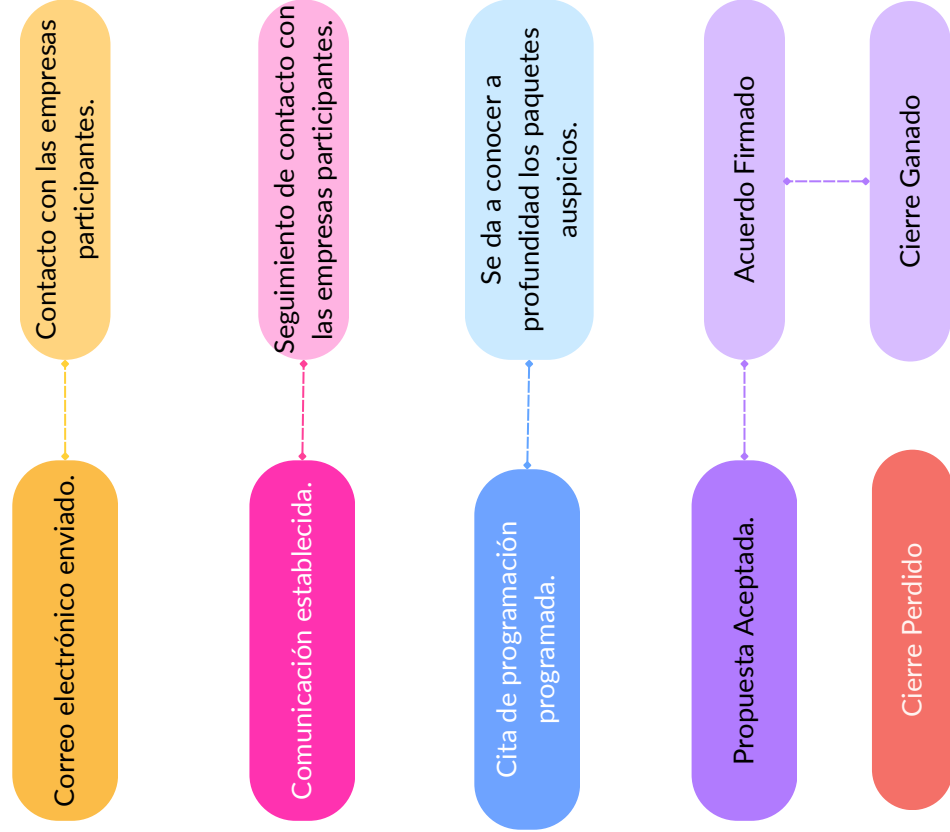 Correo electrónico enviado.
Contacto con las empresas
participantes.
Comunicación establecida.
Seguimiento de contacto con
las empresas participantes.
Cita de programación
programada.
Se da a conocer a
profundidad los paquetes
auspicios.
Propuesta Aceptada.
Acuerdo Firmado
Cierre Perdido
Cierre Ganado